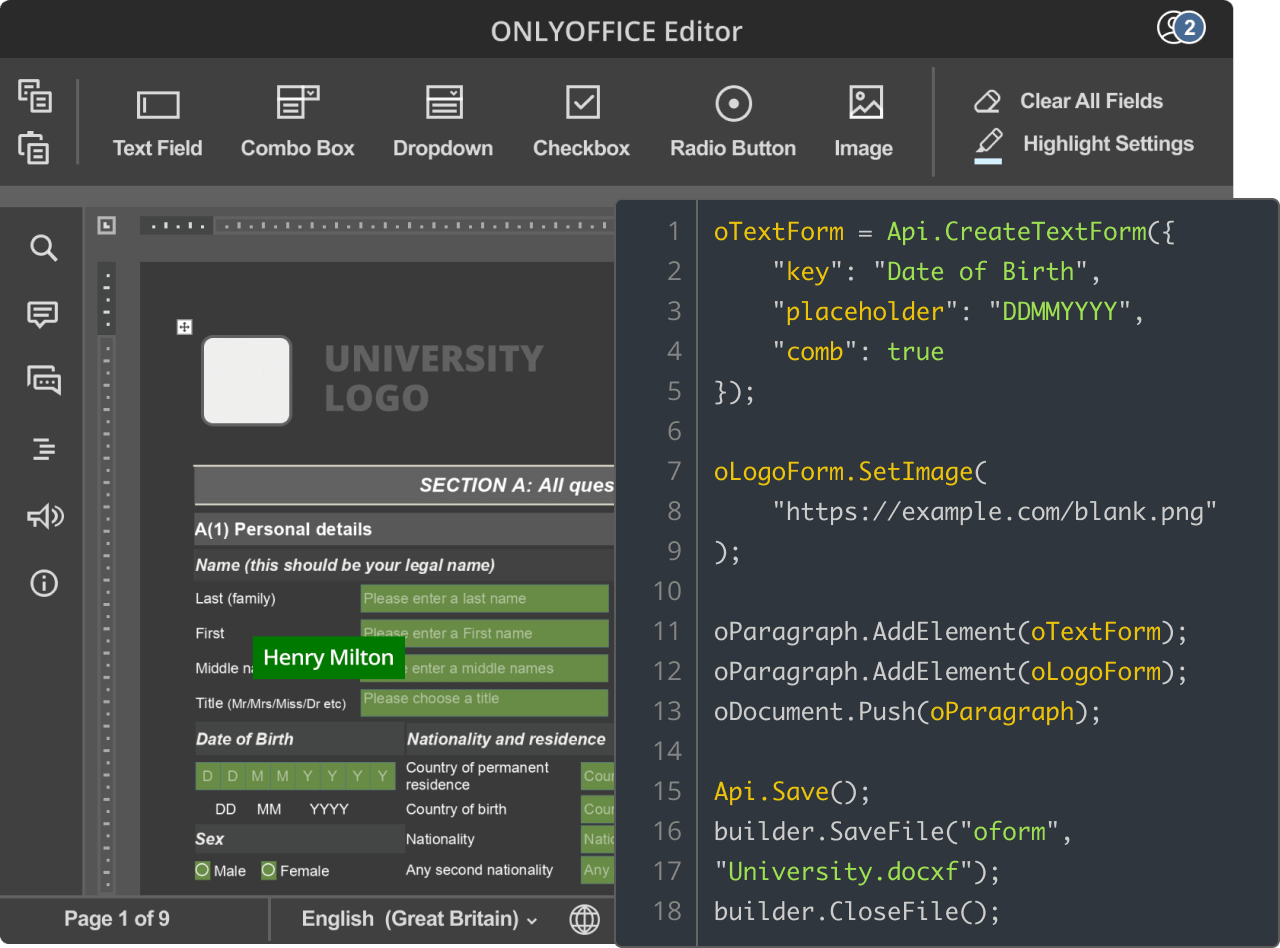 ONLYOFFICE Editor
2
Text Field
Combo Box
Dropdown
Checkbox
Radio Button
Image
Clear All Fields
Highlight Settings
UNIVERSITY
LOGO
SECTION A: All ques
A(1) Personal details
Name (this should be your legal name)
Last (family) Please enter a last name
First Please enter a First name
Henry Milton
Middle na enter a middle names
Title (Mr/Mrs/Miss/Dr etc) Please choose a title
Date of Birth Nationality and residence
D D M M Y Y Y Y
Country of permanent
residence
Cour
DD MM YYYY
Country of birth Cour
Sex
Nationality Natio
Male Female
Any second nationality Any
Page 1 of 9
English (Great Britain)
1 oTextForm = Api.CreateTextForm({
2 "key": "Date of Birth",
3 "placeholder": "DDMMYYYY",
4 "comb": true
5 });
6
7 oLogoForm.SetImage(
8 "https://example.com/blank.png"
9 );
10
11 oParagraph.AddElement(oTextForm);
12 oParagraph.AddElement(oLogoForm);
13 oDocument.Push(oParagraph);
14
15 Api.Save();
16 builder.SaveFile("oform",
17 "University.docxf");
18 builder.CloseFile();